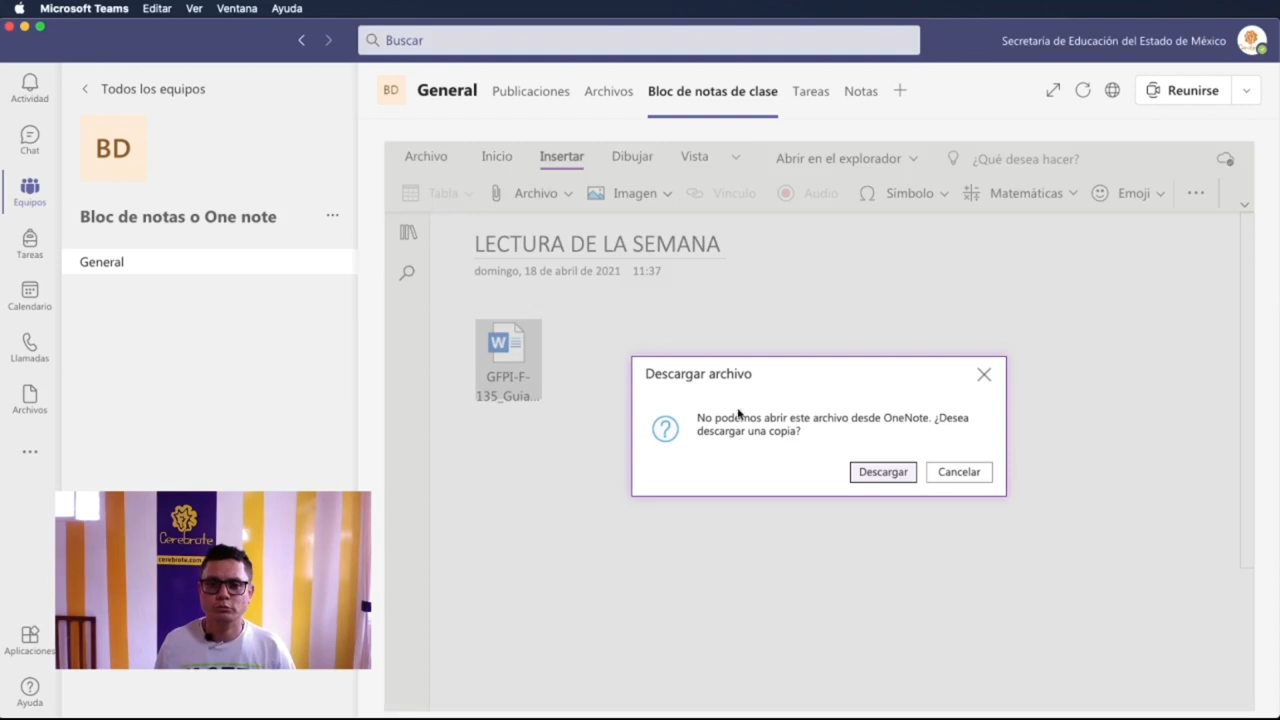 Microsoft Teams Editar Ver Ventana Ayuda
Buscar
Secretaría de Educación del Estado de México
Actividad
Chat
Equipos
Tareas
Calendario
Llamadas
Archivos
Aplicaciones
Ayuda
Todos los equipos
BD
Bloc de notas o One note
General
BD General Publicaciones Archivos Bloc de notas de clase Tareas Notas
Reunirse
Archivo Inicio Insertar Dibujar Vista Abrir en el explorador ¿Qué desea hacer?
Tabla Archivo Imagen Vínculo Audio Símbolo Matemáticas Emoji
LECTURA DE LA SEMANA
domingo, 18 de abril de 2021 11:37
W
GFPI-F-
135_Guia...
Descargar archivo
No podemos abrir este archivo desde OneNote. ¿Desea
descargar una copia?
Descargar Cancelar
Cerebrote
cerebrote.com